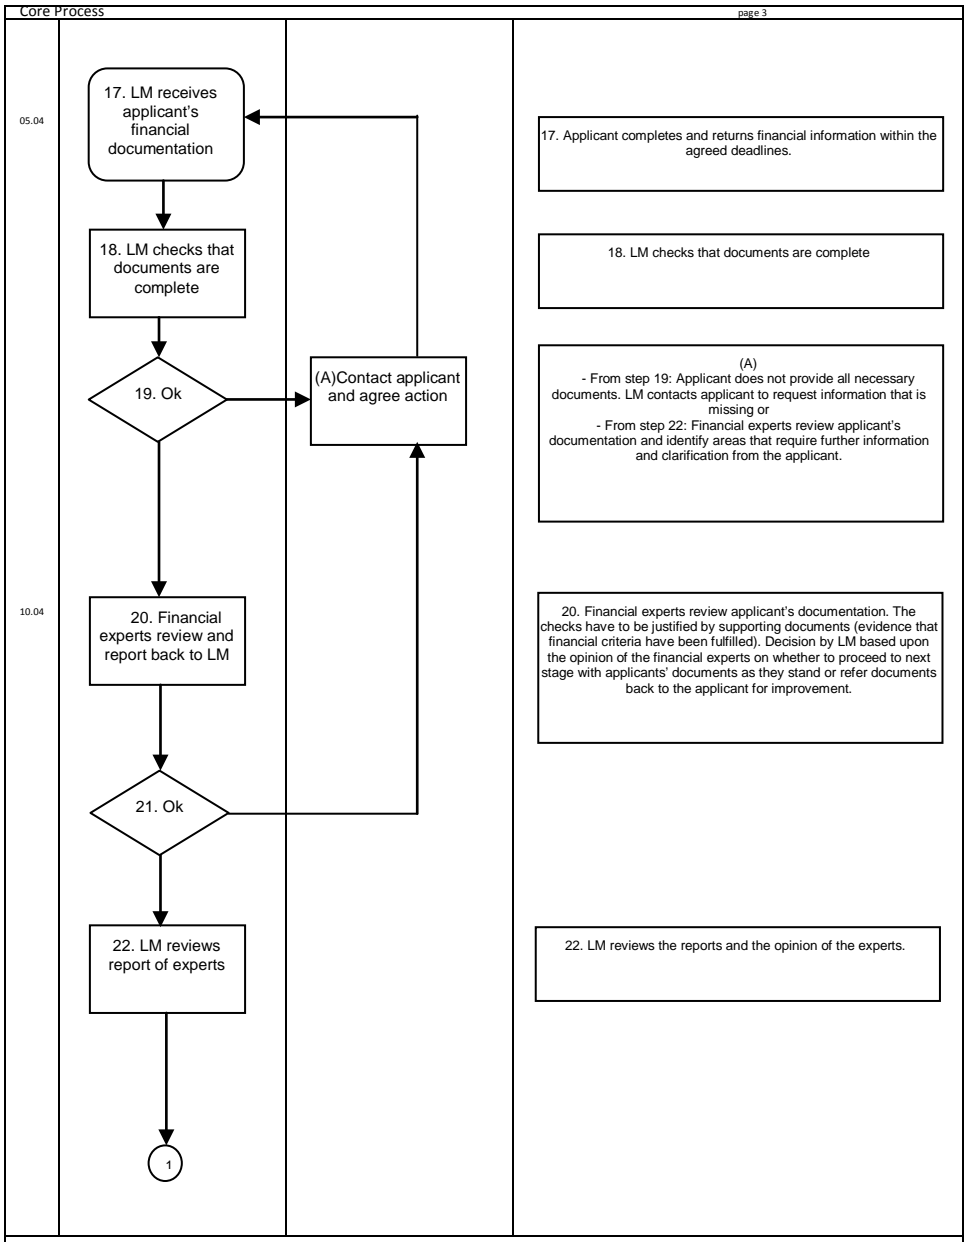 Core Process
page 3
17. LM receives
applicant's
financial
documentation
05.04
17. Applicant completes and returns financial information within the
agreed deadlines.
18. LM checks that
documents are
complete
18. LM checks that documents are complete
19. Ok
(A)Contact applicant
and agree action
(A)
- From step 19: Applicant does not provide all necessary
documents. LM contacts applicant to request information that is
missing or
- From step 22: Financial experts review applicant's
documentation and identify areas that require further information
and clarification from the applicant.
10.04
20. Financial
experts review and
report back to LM
20. Financial experts review applicant's documentation. The
checks have to be justified by supporting documents (evidence that
financial criteria have been fulfilled). Decision by LM based upon
the opinion of the financial experts on whether to proceed to next
stage with applicants' documents as they stand or refer documents
back to the applicant for improvement.
21. Ok
22. LM reviews
report of experts
22. LM reviews the reports and the opinion of the experts.
1